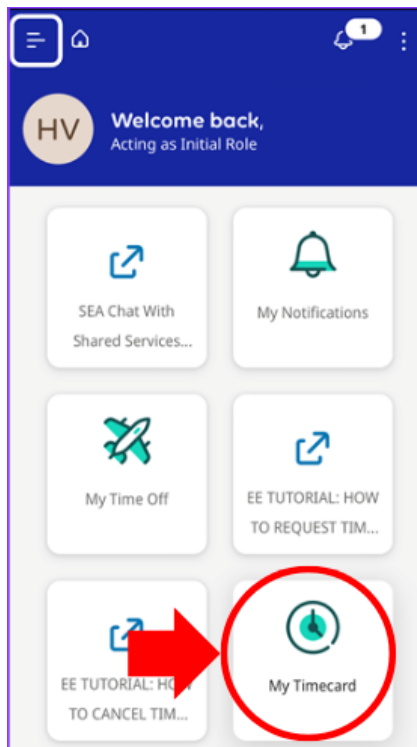 1
HV
Welcome back,
Acting as Initial Role
SEA Chat With
Shared Services...
My Notifications
My Time Off
EE TUTORIAL: HOW
TO REQUEST TIM...
EE TUTORIAL: HOW
TO CANCEL TIM...
My Timecard